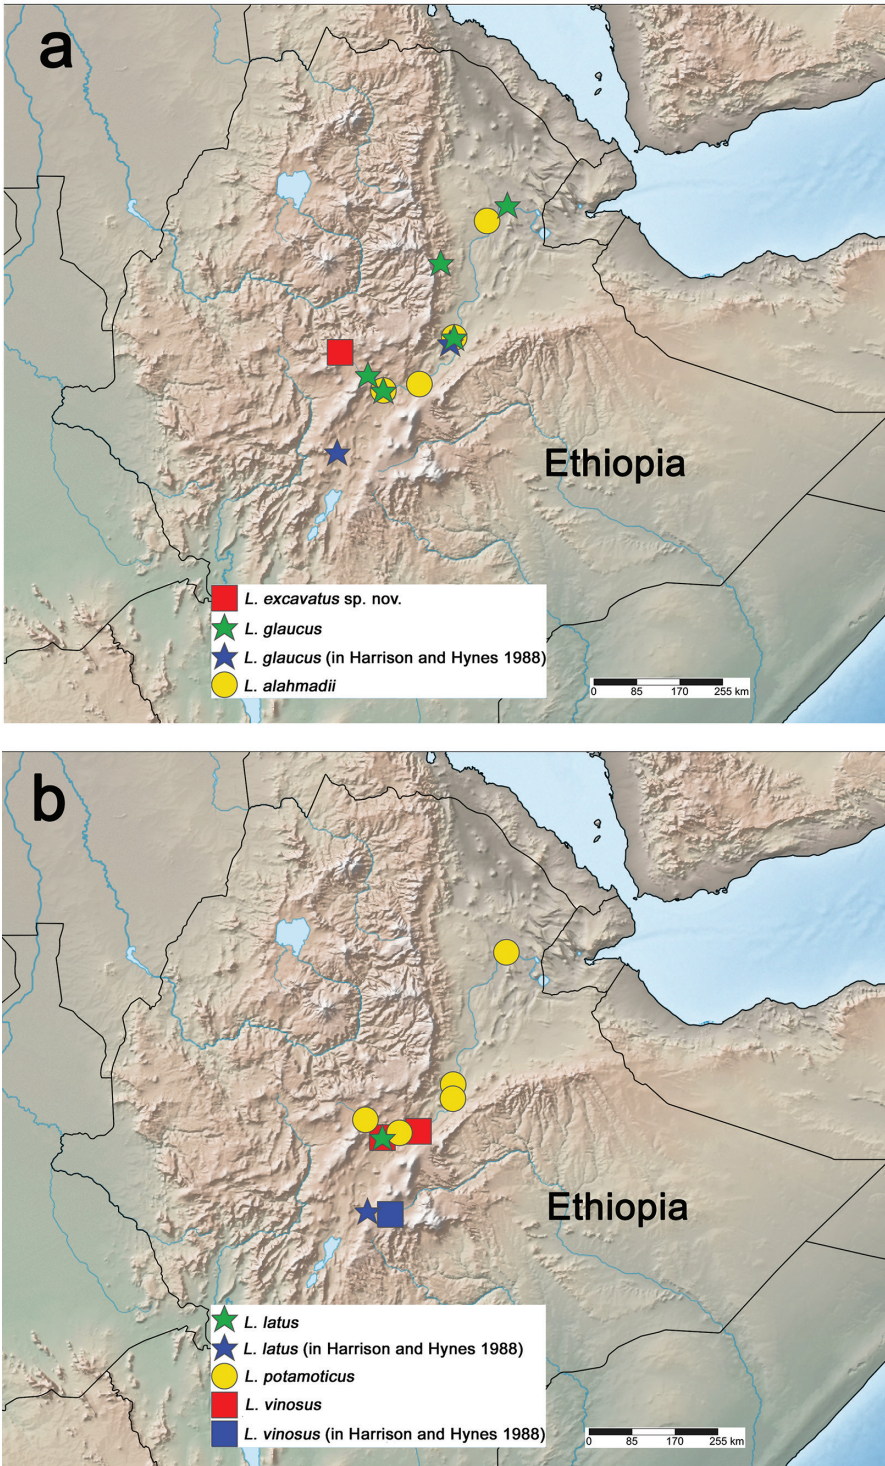 a
Ethiopia
L. excavatus sp. nov.
L. glaucus
L. glaucus (in Harrison and Hynes 1988)
L. alahmadii
0 85 170 255 km
b
Ethiopia
L. latus
L. latus (in Harrison and Hynes 1988)
L. potamoticus
L. vinosus
L. vinosus (in Harrison and Hynes 1988)
0 85 170 255 km